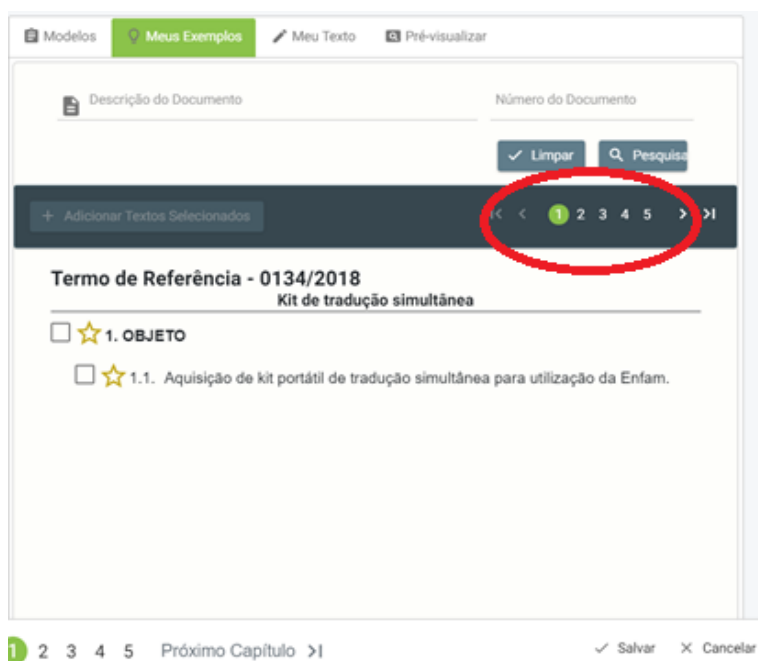 Modelos Meus Exemplos Meu Texto Pré-visualizar
Descrição do Documento Número do Documento
Limpar Pesquisa
+ Adicionar Textos Selecionados 1 2 3 4 5
Termo de Referência - 0134/2018
Kit de tradução simultânea
1. OBJETO
1.1. Aquisição de kit portátil de tradução simultânea para utilização da Enfam.
1 2 3 4 5 Próximo Capítulo Salvar Cancelar